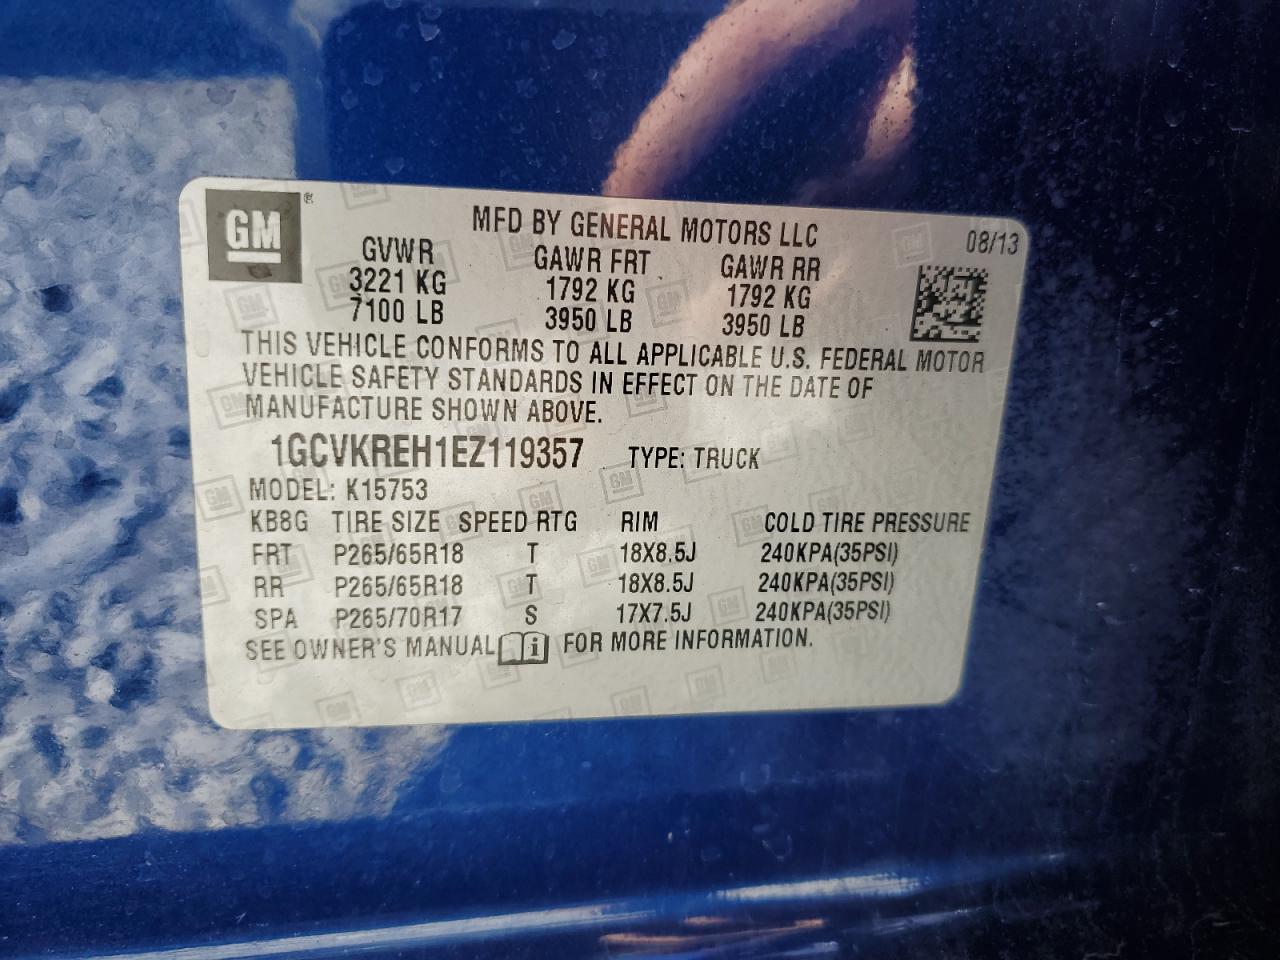 GM ®
MFD BY GENERAL MOTORS LLC 08/13
GVWR GAWR FRT GAWR RR
3221 KG 1792 KG 1792 KG
7100 LB 3950 LB 3950 LB
THIS VEHICLE CONFORMS TO ALL APPLICABLE U.S. FEDERAL MOTOR
VEHICLE SAFETY STANDARDS IN EFFECT ON THE DATE OF
MANUFACTURE SHOWN ABOVE.
1GCVKREH1EZ119357 TYPE: TRUCK
MODEL: K15753
KB8G TIRE SIZE SPEED RTG RIM COLD TIRE PRESSURE
FRT P265/65R18 T 18X8.5J 240KPA(35PSI)
RR P265/65R18 T 18X8.5J 240KPA(35PSI)
SPA P265/70R17 S 17X7.5J 240KPA(35PSI)
SEE OWNER'S MANUAL i FOR MORE INFORMATION.